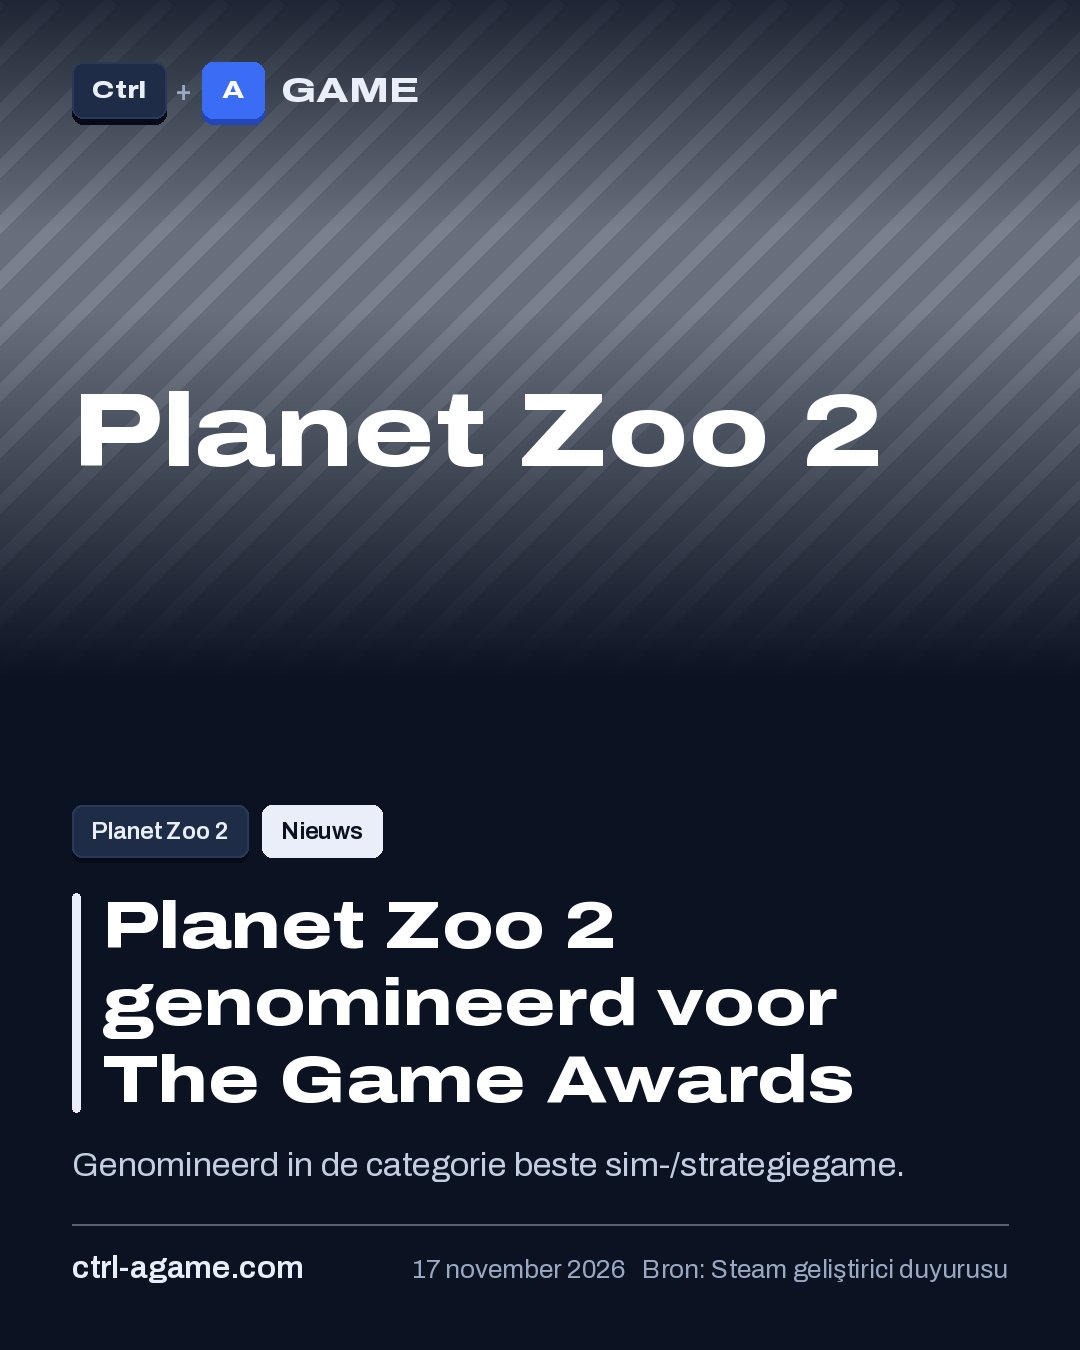 Ctrl + A GAME
Planet Zoo 2
Planet Zoo 2 Nieuws
Planet Zoo 2
genomineerd voor
The Game Awards
Genomineerd in de categorie beste sim-/strategiegame.
ctrl-agame.com 17 november 2026 Bron: Steam geliştirici duyurusu